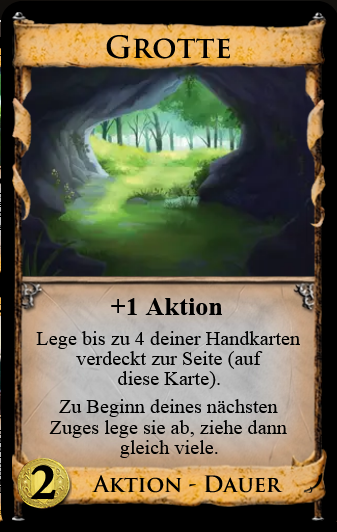 GROTTE
+1 Aktion
Lege bis zu 4 deiner Handkarten
verdeckt zur Seite (auf
diese Karte).
Zu Beginn deines nächsten
Zuges lege sie ab, ziehe dann
gleich viele.
2 AKTION - DAUER